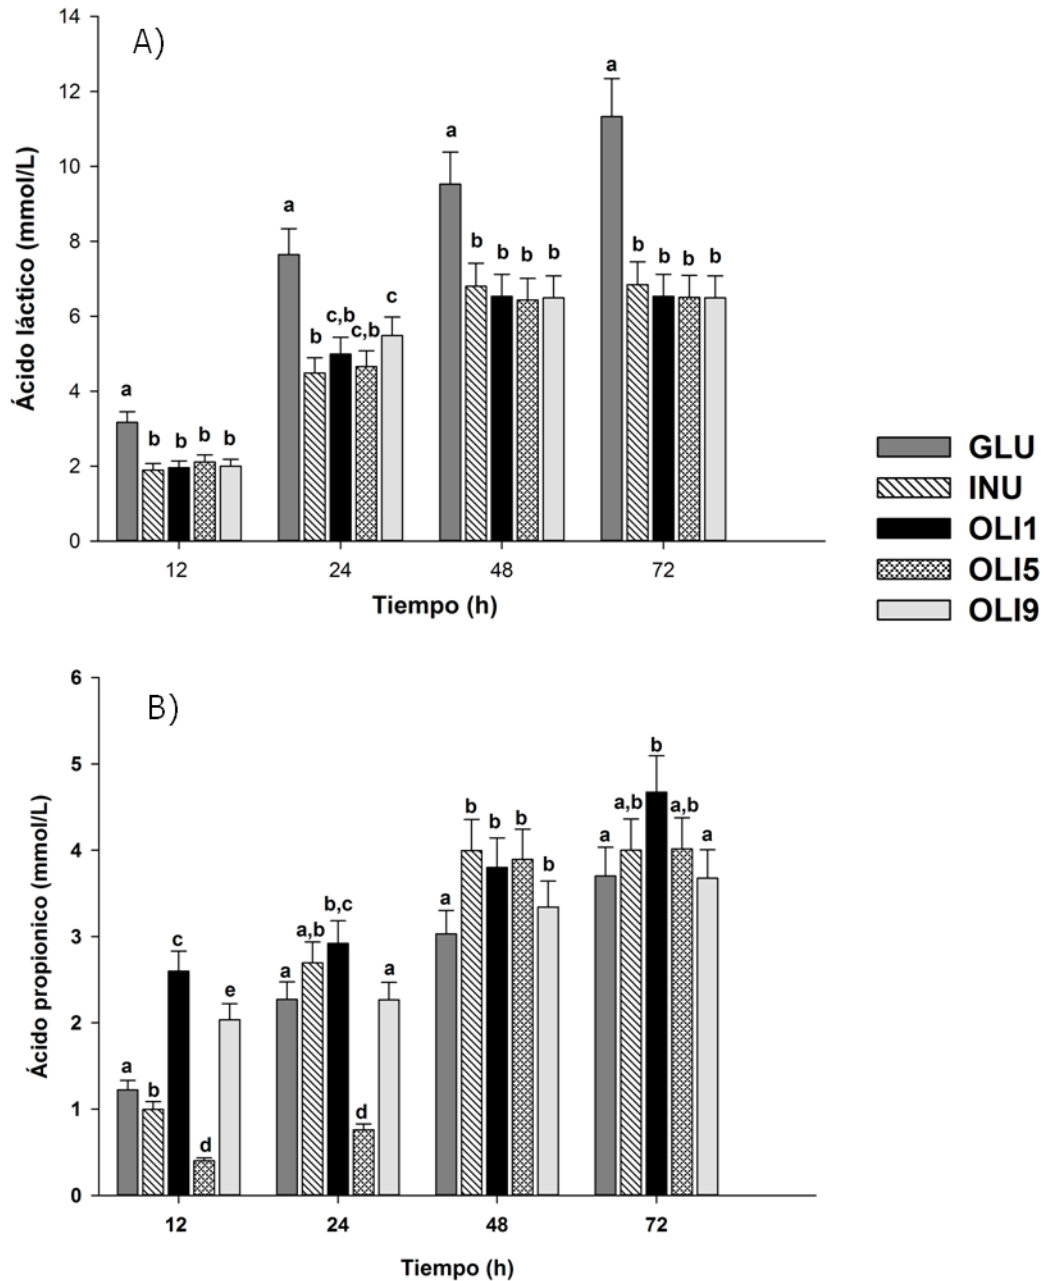 A)
Ácido láctico (mmol/L)
14
12
10
8
6
4
2
0
a
b
b
b
b
a
b
c,b
c,b
c
a
b
b
b
b
a
b
b
b
b
12
24
48
72
Tiempo (h)
GLU
INU
OLI1
OLI5
OLI9
B)
Ácido propionico (mmol/L)
6
5
4
3
2
1
0
a
b
c
d
e
a
a,b
b,c
d
a
a
b
b
b
b
a
a,b
b
a,b
a
12
24
48
72
Tiempo (h)